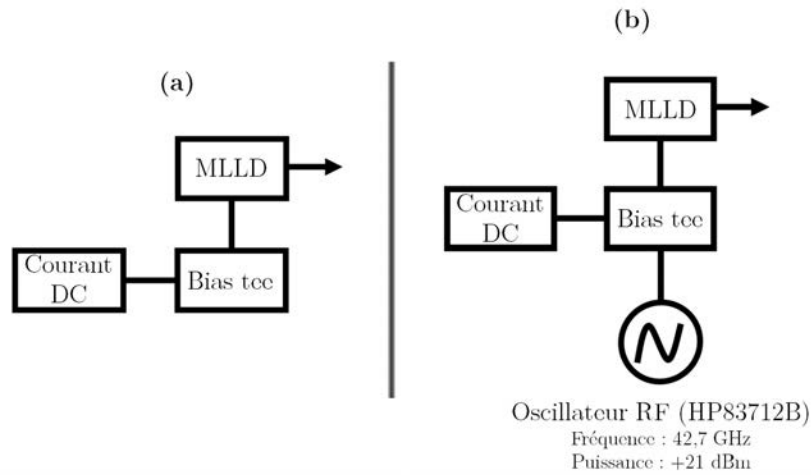 (a)
MLLD
Courant
DC
Bias tee
(b)
MLLD
Courant
DC
Bias tee
Oscillateur RF (HP83712B)
Fréquence : 42,7 GHz
Puissance : +21 dBm